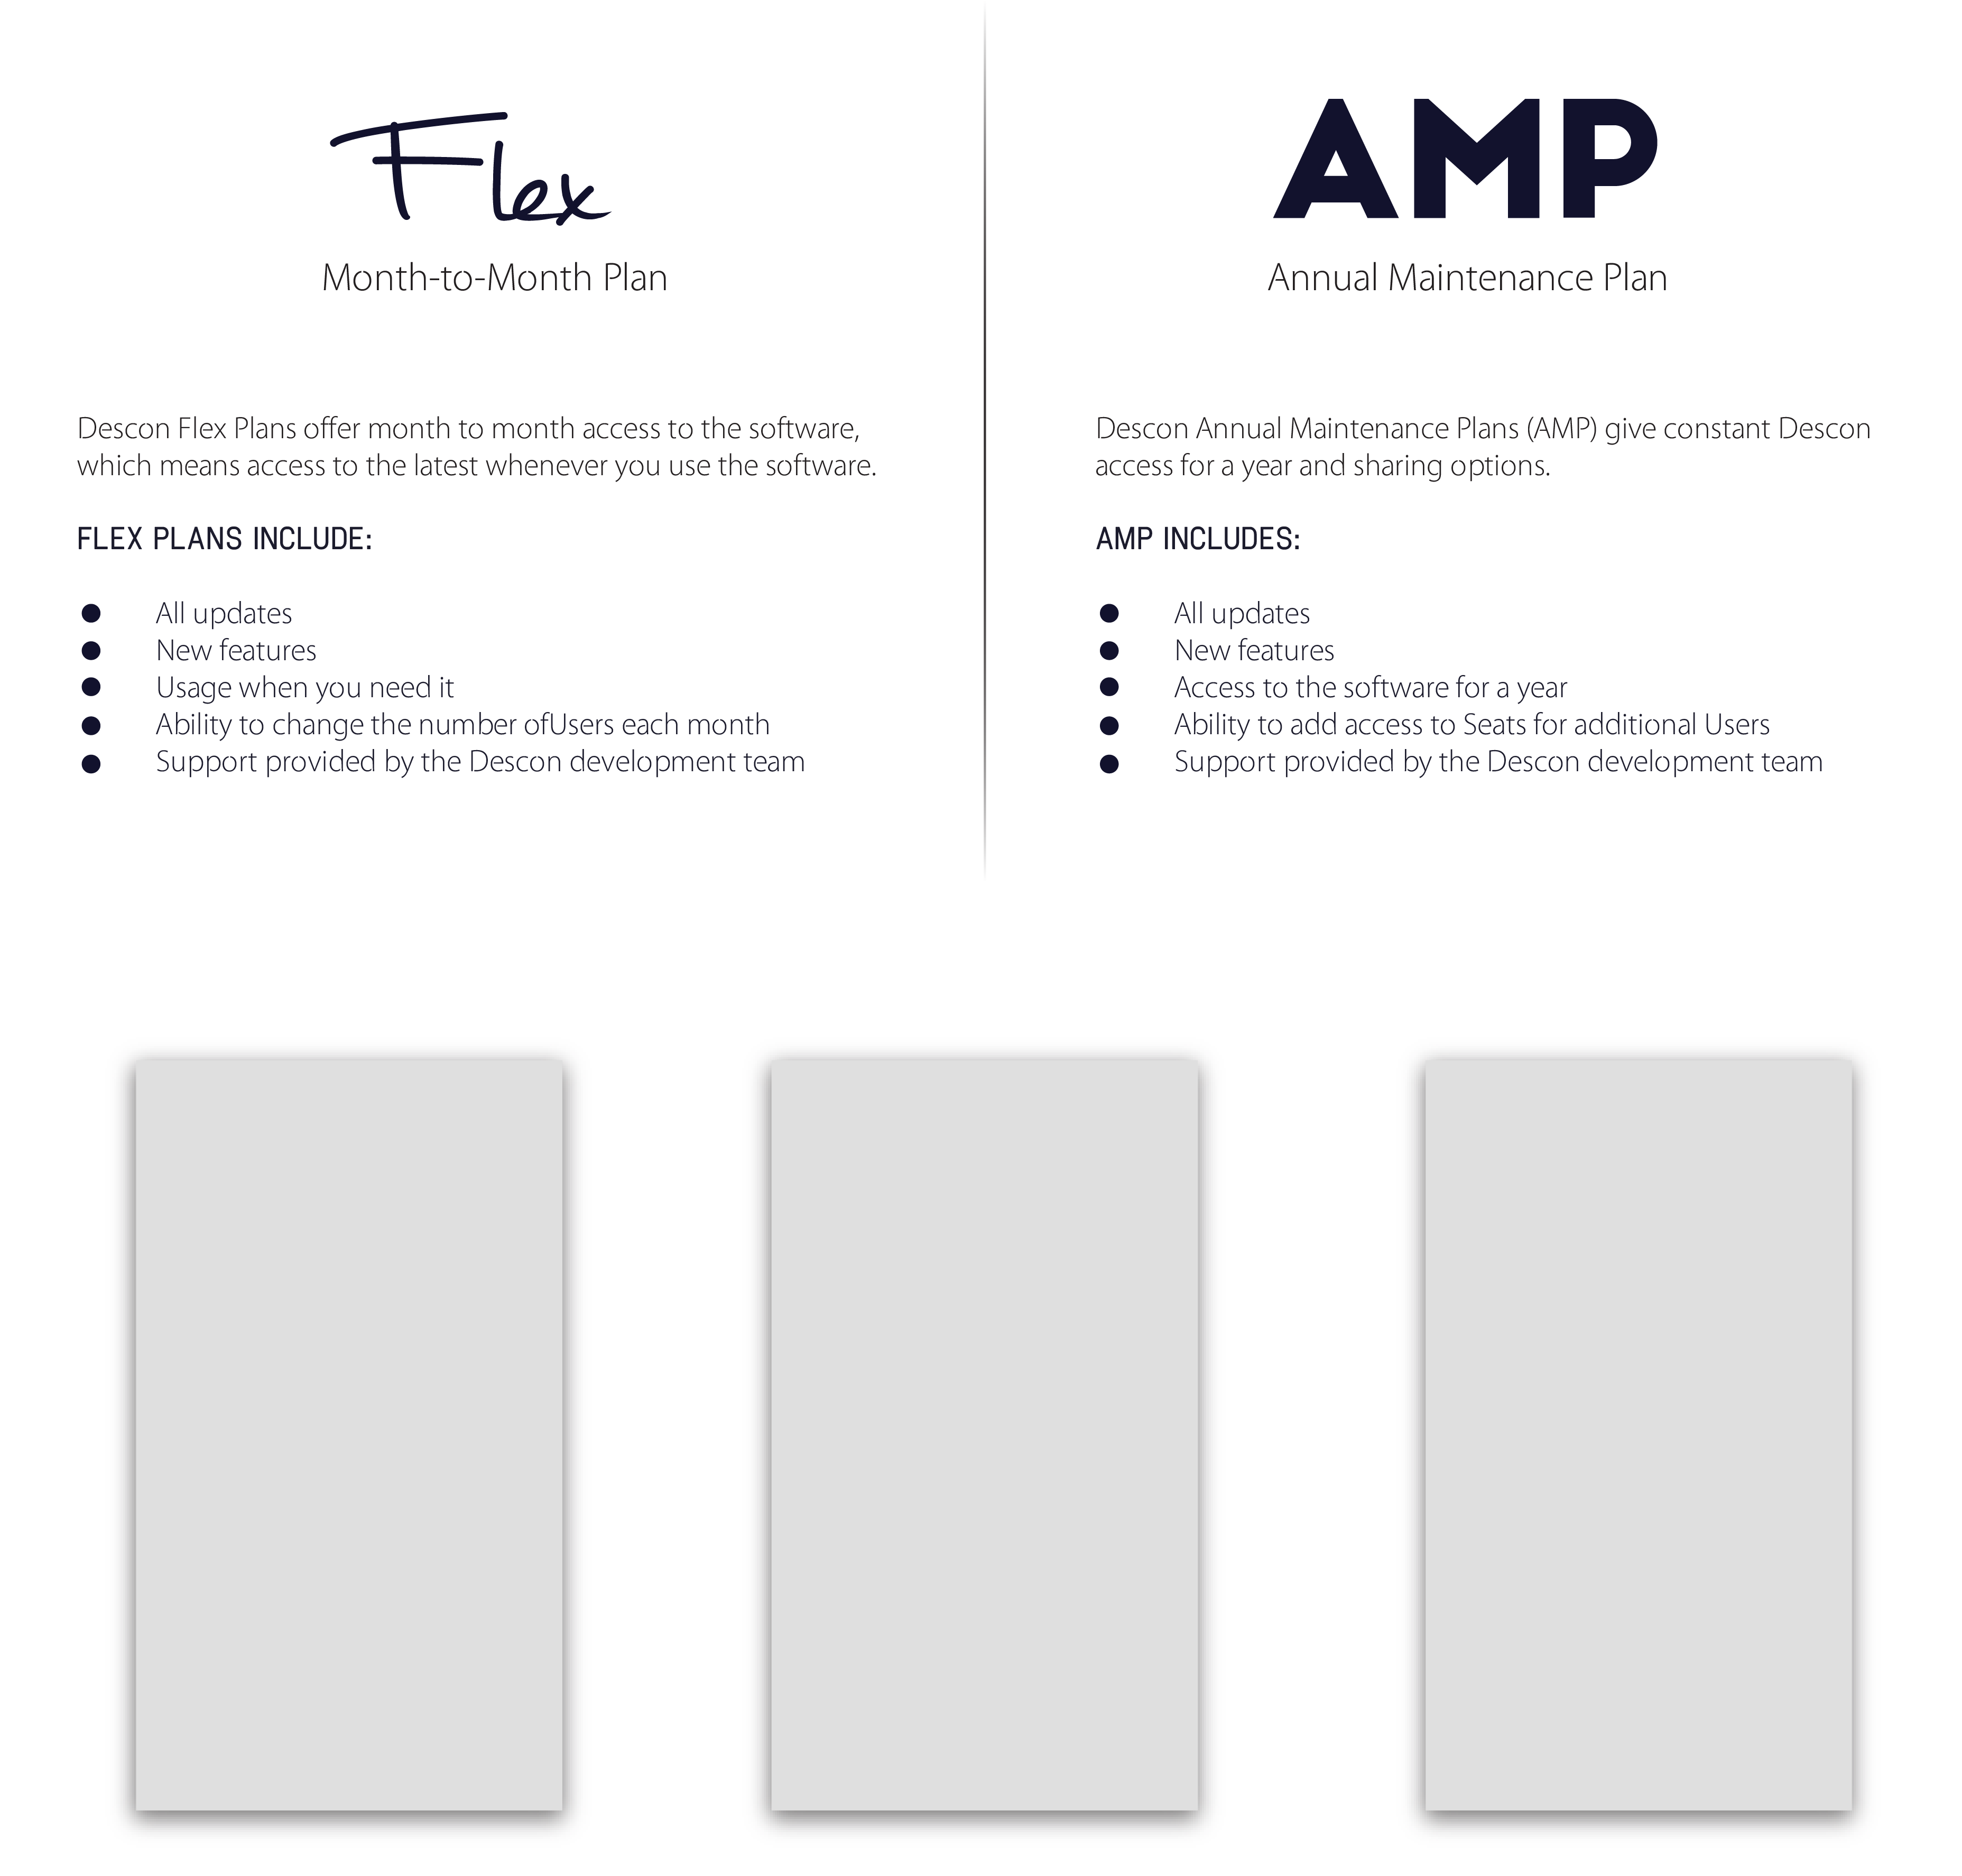 Flex
Month-to-Month Plan
Descon Flex Plans offer month to month access to the software,
which means access to the latest whenever you use the software.
FLEX PLANS INCLUDE:
● All updates
● New features
● Usage when you need it
● Ability to change the number ofUsers each month
● Support provided by the Descon development team
AMP
Annual Maintenance Plan
Descon Annual Maintenance Plans (AMP) give constant Descon
access for a year and sharing options.
AMP INCLUDES:
● All updates
● New features
● Access to the software for a year
● Ability to add access to Seats for additional Users
● Support provided by the Descon development team